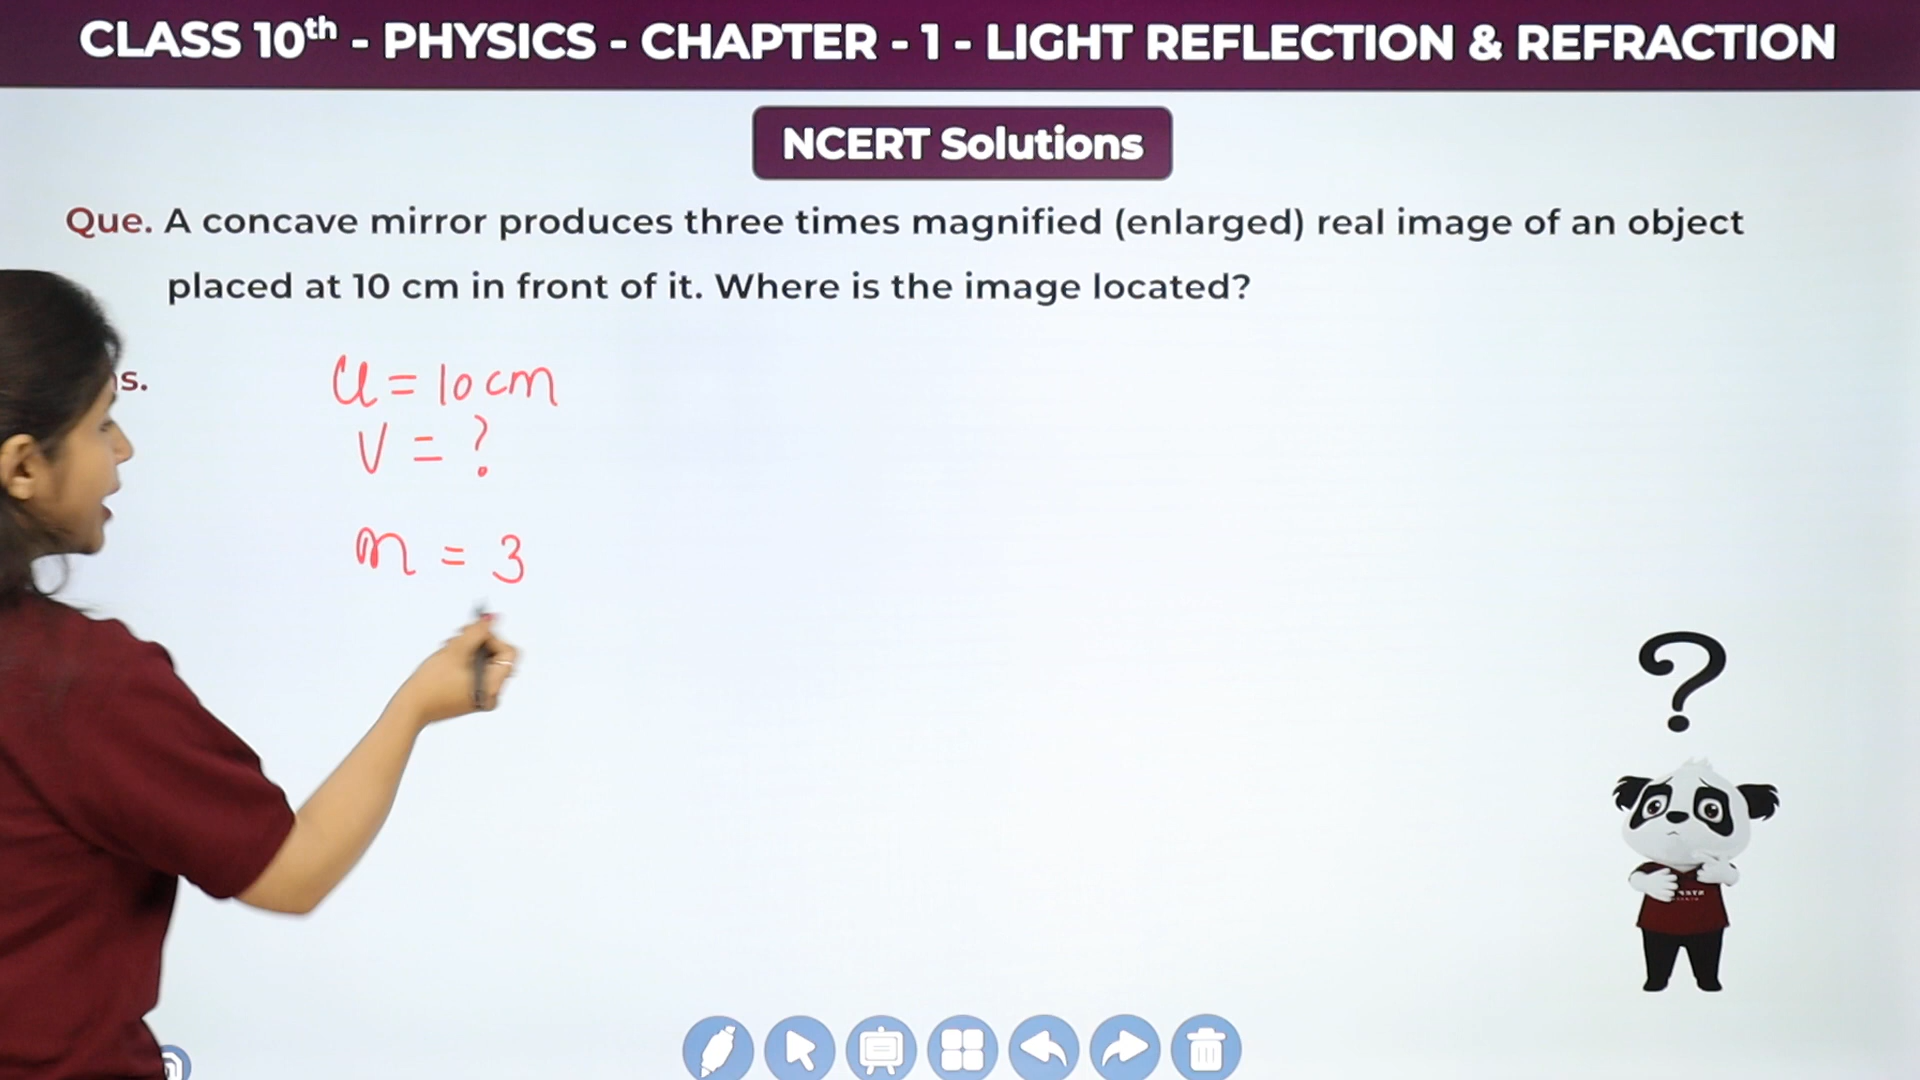 CLASS 10th - PHYSICS - CHAPTER - 1 - LIGHT REFLECTION & REFRACTION
NCERT Solutions
Que. A concave mirror produces three times magnified (enlarged) real image of an object
placed at 10 cm in front of it. Where is the image located?
s.
u = 10 cm
V = ?
m = 3
?